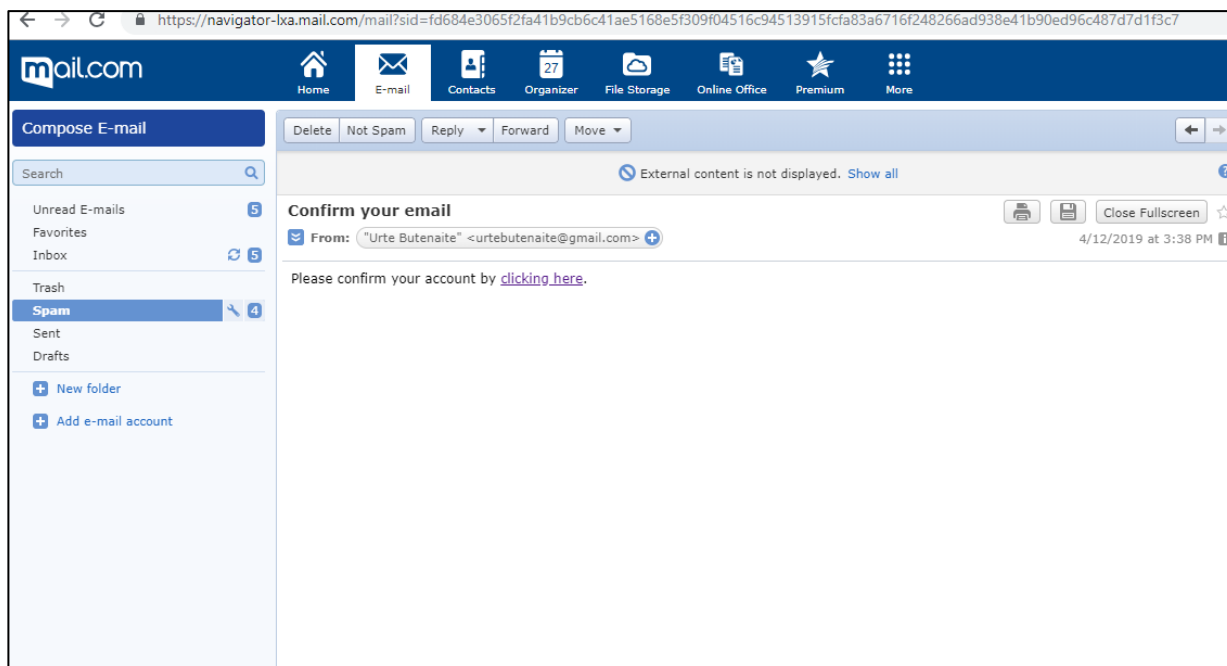 https://navigator-lxa.mail.com/mail?sid=fd684e3065f2fa41b9cb6c41ae5168e5f309f04516c94513915fcfa83a6716f248266ad938e41b90ed96c487d7d1f3c7
mail.com
27
Home E-mail Contacts Organizer File Storage Online Office Premium More
Compose E-mail
Delete Not Spam Reply Forward Move
Search
External content is not displayed. Show all
Unread E-mails 5
Favorites
Inbox 5
Trash
Spam 4
Sent
Drafts
New folder
Add e-mail account
Confirm your email
Close Fullscreen
From: "Urte Butenaite" <urtebutenaite@gmail.com>
4/12/2019 at 3:38 PM
Please confirm your account by clicking here.